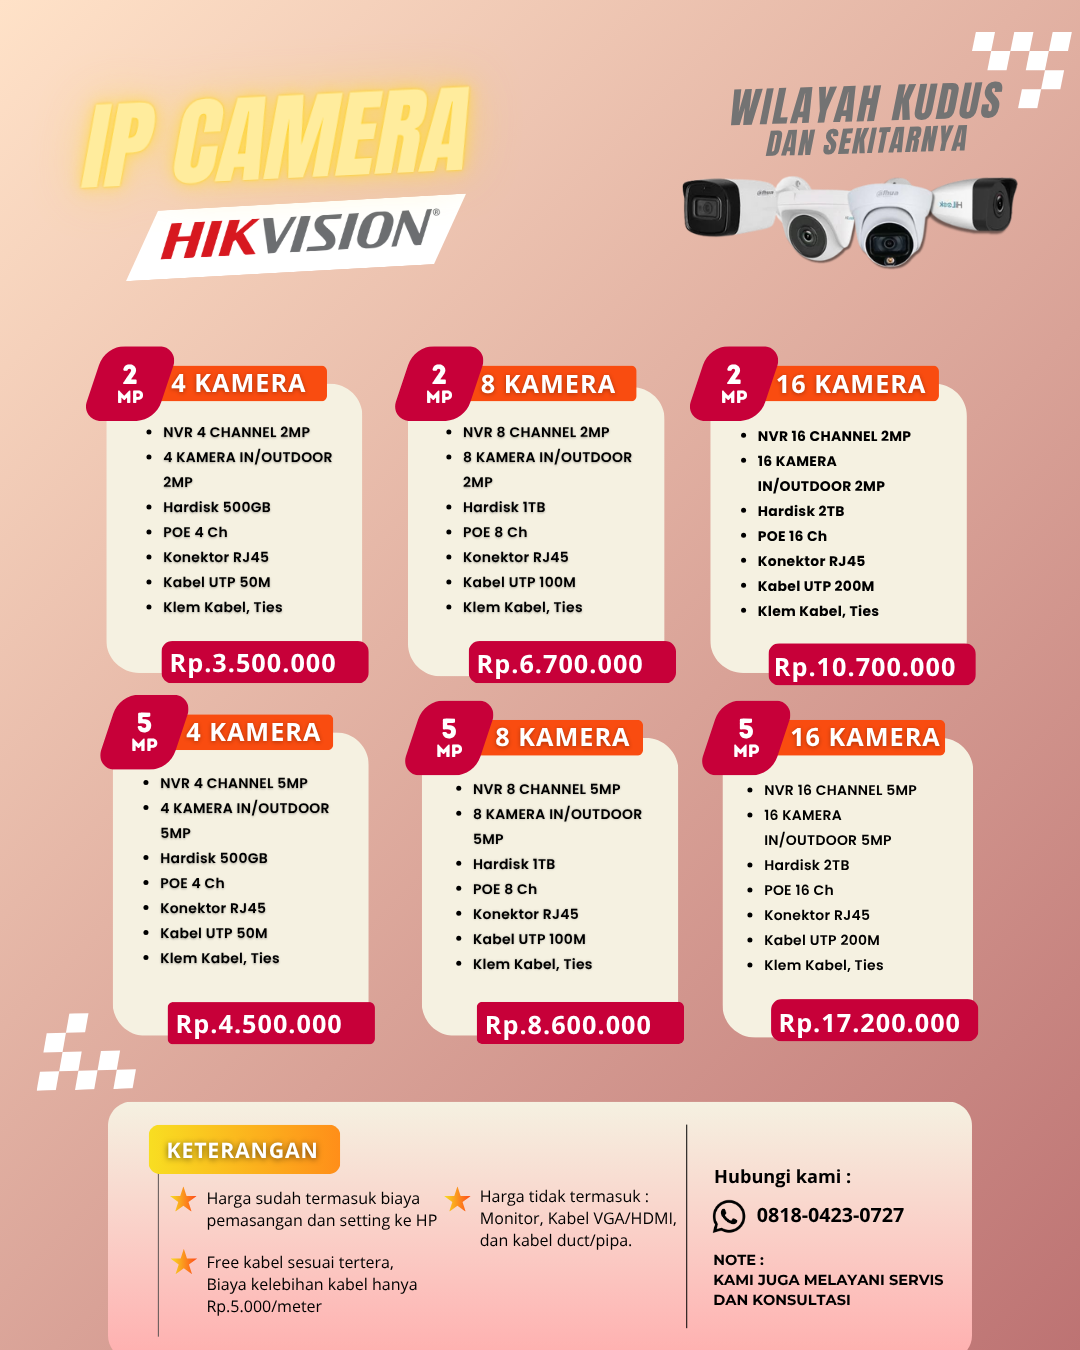 IP CAMERA
HIKVISION®
WILAYAH KUDUS
DAN SEKITARNYA
alhua
2
MP
4 KAMERA
• NVR 4 CHANNEL 2MP
• 4 KAMERA IN/OUTDOOR
2MP
• Hardisk 500GB
• POE 4 Ch
• Konektor RJ45
• Kabel UTP 50M
• Klem Kabel, Ties
Rp.3.500.000
2
MP
8 KAMERA
• NVR 8 CHANNEL 2MP
• 8 KAMERA IN/OUTDOOR
2MP
• Hardisk 1TB
• POE 8 Ch
• Konektor RJ45
• Kabel UTP 100M
• Klem Kabel, Ties
Rp.6.700.000
2
MP
16 KAMERA
• NVR 16 CHANNEL 2MP
• 16 KAMERA
IN/OUTDOOR 2MP
• Hardisk 2TB
• POE 16 Ch
• Konektor RJ45
• Kabel UTP 200M
• Klem Kabel, Ties
Rp.10.700.000
5
MP
4 KAMERA
• NVR 4 CHANNEL 5MP
• 4 KAMERA IN/OUTDOOR
5MP
• Hardisk 500GB
• POE 4 Ch
• Konektor RJ45
• Kabel UTP 50M
• Klem Kabel, Ties
Rp.4.500.000
5
MP
8 KAMERA
• NVR 8 CHANNEL 5MP
• 8 KAMERA IN/OUTDOOR
5MP
• Hardisk 1TB
• POE 8 Ch
• Konektor RJ45
• Kabel UTP 100M
• Klem Kabel, Ties
Rp.8.600.000
5
MP
16 KAMERA
• NVR 16 CHANNEL 5MP
• 16 KAMERA
IN/OUTDOOR 5MP
• Hardisk 2TB
• POE 16 Ch
• Konektor RJ45
• Kabel UTP 200M
• Klem Kabel, Ties
Rp.17.200.000
KETERANGAN
Harga sudah termasuk biaya
pemasangan dan setting ke HP
Free kabel sesuai tertera,
Biaya kelebihan kabel hanya
Rp.5.000/meter
Harga tidak termasuk :
Monitor, Kabel VGA/HDMI,
dan kabel duct/pipa.
Hubungi kami :
0818-0423-0727
NOTE :
KAMI JUGA MELAYANI SERVIS
DAN KONSULTASI